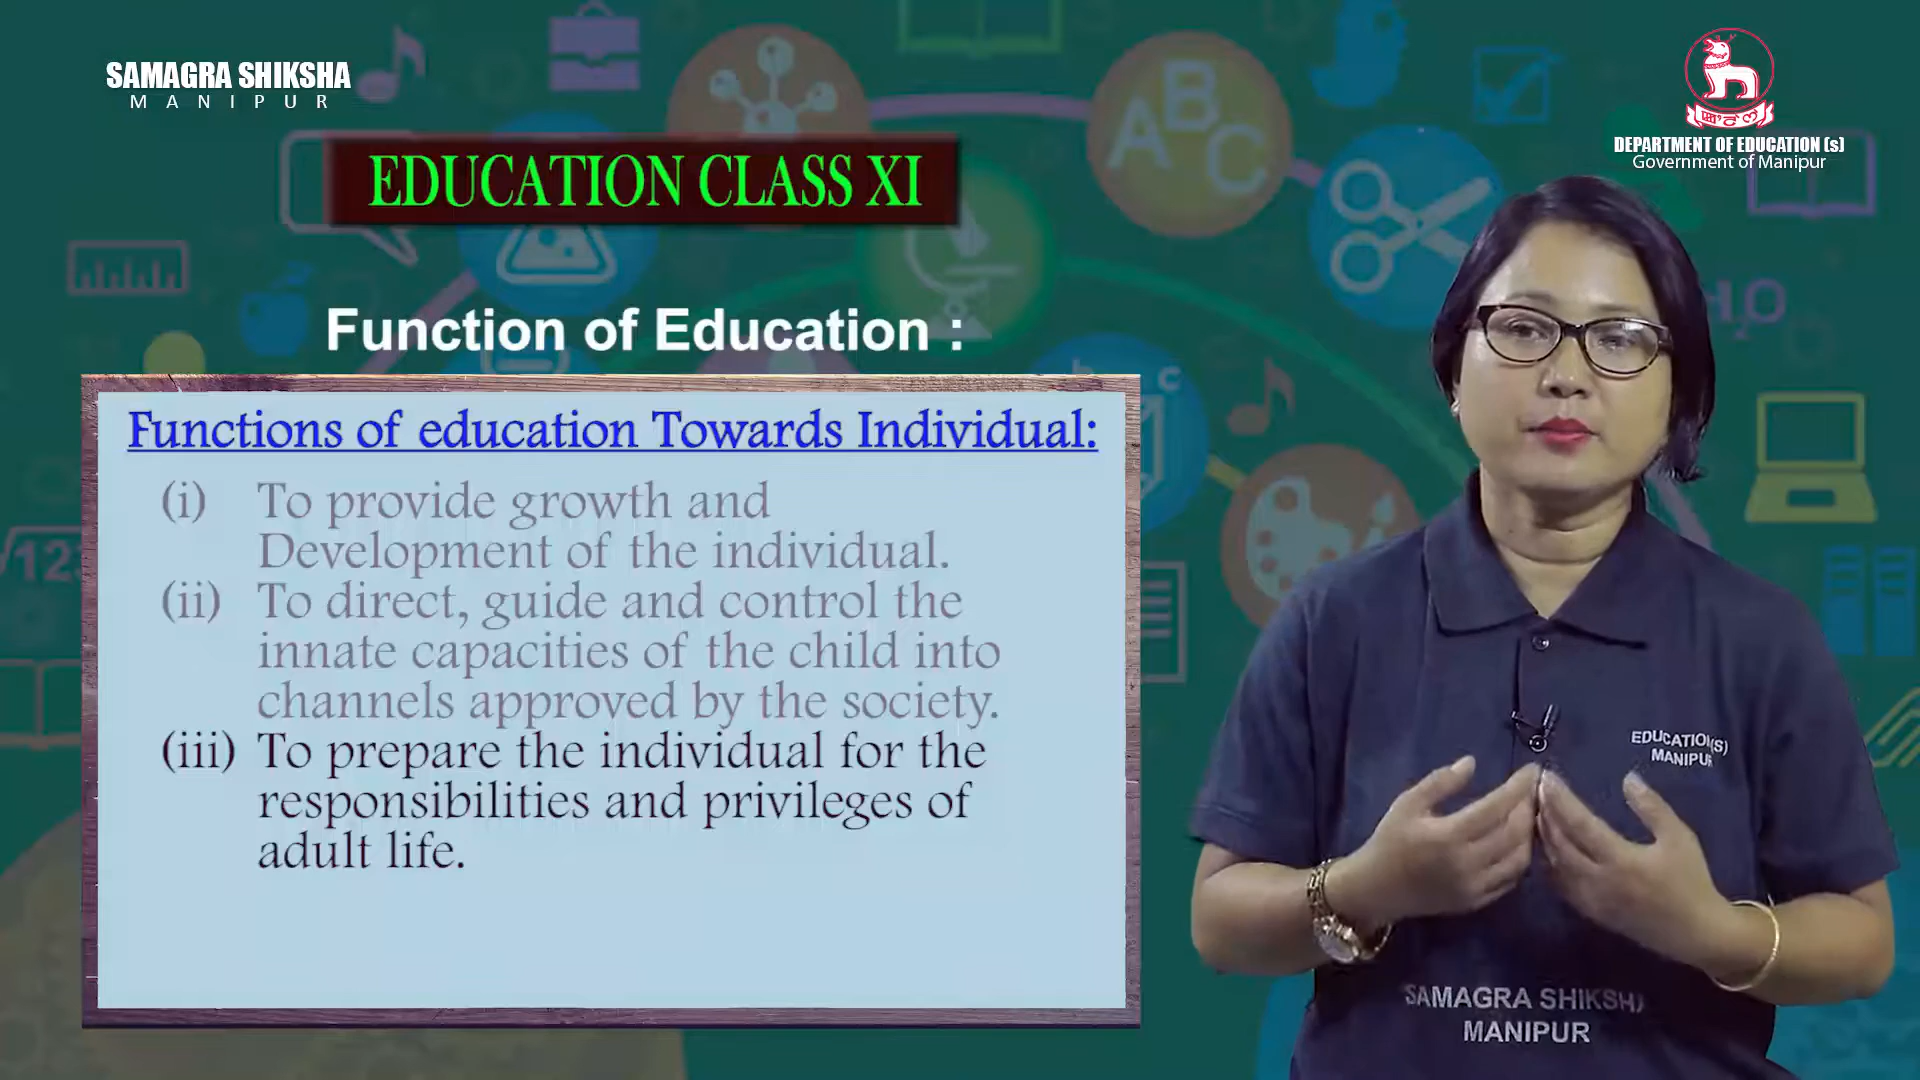 SAMAGRA SHIKSHA
MANIPUR
DEPARTMENT OF EDUCATION (s)
Government of Manipur
EDUCATION CLASS XI
ABC
H₂O
Function of Education :
Functions of education Towards Individual:
(i) To provide growth and
Development of the individual.
(ii) To direct, guide and control the
innate capacities of the child into
channels approved by the society.
(iii) To prepare the individual for the
responsibilities and privileges of
adult life.
EDUCATION(S)
MANIPUR
SAMAGRA SHIKSHA
MANIPUR